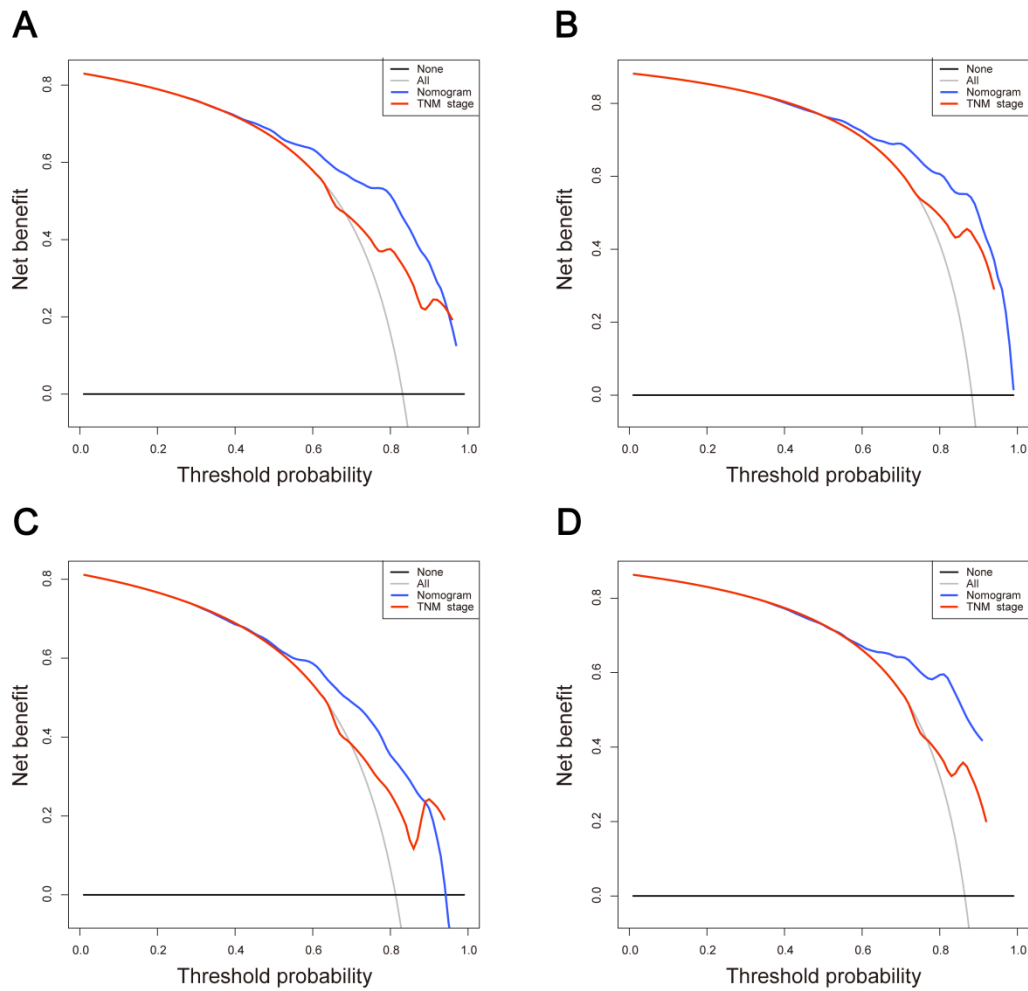 A
None
All
Nomogram
TNM stage
0.8
0.6
0.4
0.2
0.0
Net benefit
0.0 0.2 0.4 0.6 0.8 1.0
Threshold probability
B
None
All
Nomogram
TNM stage
0.8
0.6
0.4
0.2
0.0
Net benefit
0.0 0.2 0.4 0.6 0.8 1.0
Threshold probability
C
None
All
Nomogram
TNM stage
0.8
0.6
0.4
0.2
0.0
Net benefit
0.0 0.2 0.4 0.6 0.8 1.0
Threshold probability
D
None
All
Nomogram
TNM stage
0.8
0.6
0.4
0.2
0.0
Net benefit
0.0 0.2 0.4 0.6 0.8 1.0
Threshold probability